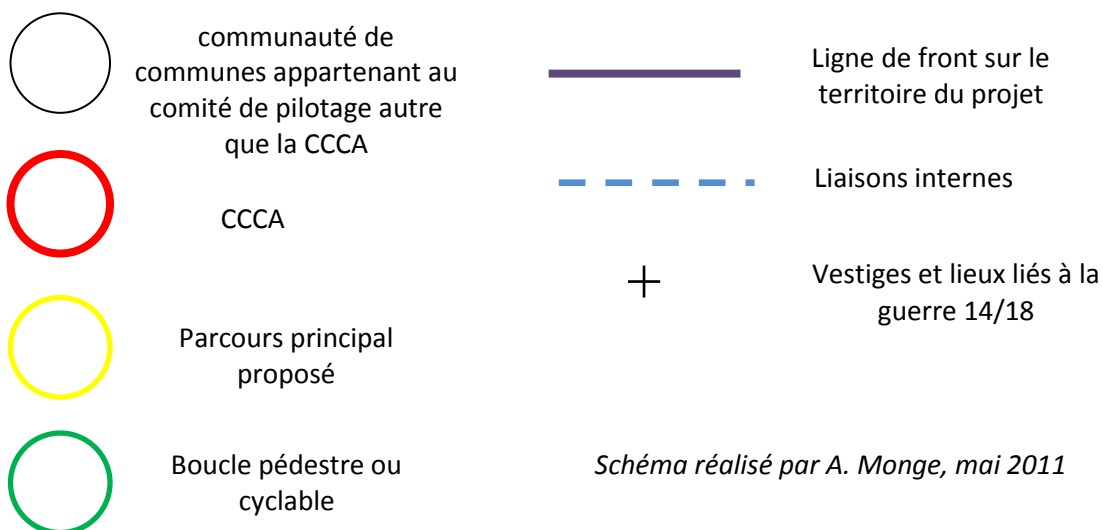 communauté de
communes appartenant au
comité de pilotage autre
que la CCCA
CCCA
Parcours principal
proposé
Boucle pédestre ou
cyclable
Ligne de front sur le
territoire du projet
Liaisons internes
Vestiges et lieux liés à la
guerre 14/18
Schéma réalisé par A. Monge, mai 2011